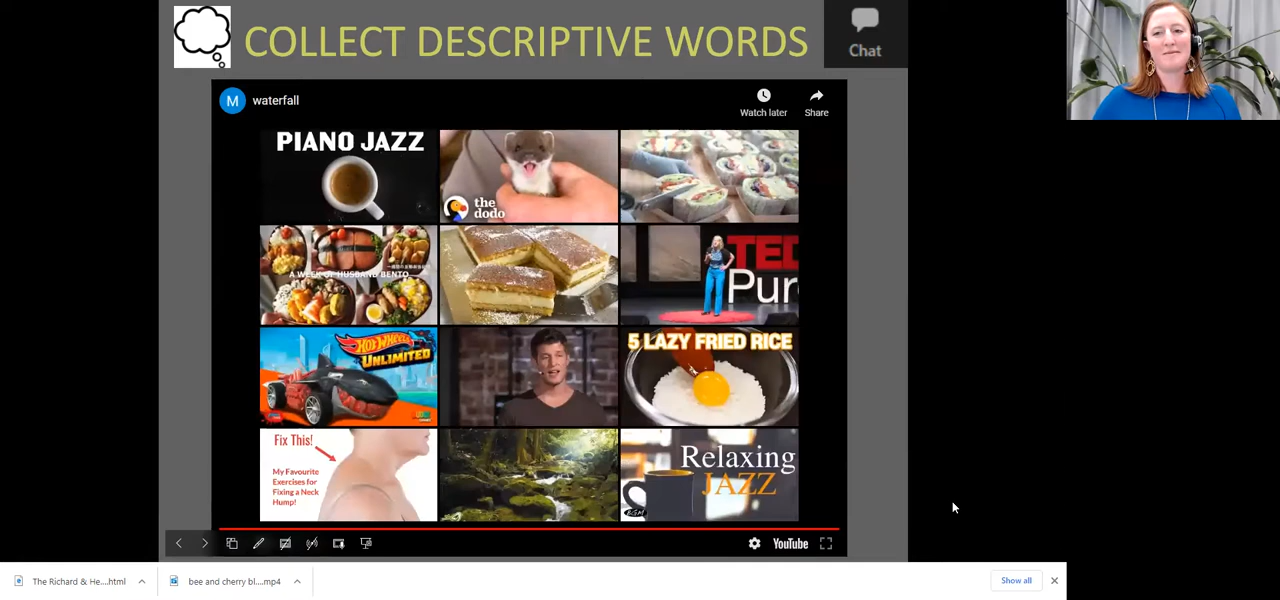 COLLECT DESCRIPTIVE WORDS
Chat
M
waterfall
Watch later
Share
PIANO JAZZ
the
dodo
A WEEK OF HUSBAND BENTO
TED
Pur
HOT WHEELS
UNLIMITED
5 LAZY FRIED RICE
Fix This!
My Favourite
Exercises for
Fixing a Neck
Hump!
Relaxing
JAZZ
BGM
YouTube
The Richard & He....html
bee and cherry bl....mp4
Show all